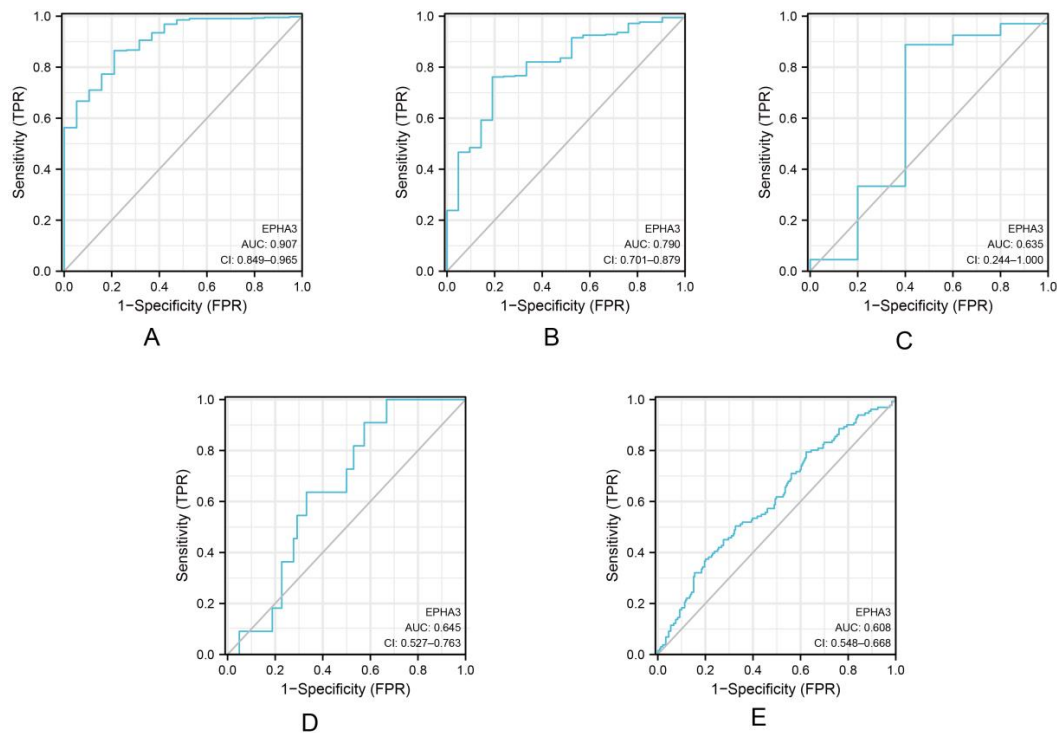 Sensitivity (TPR)
1.0
0.8
0.6
0.4
0.2
0.0
EPHA3
AUC: 0.907
CI: 0.849–0.965
0.0 0.2 0.4 0.6 0.8 1.0
1-Specificity (FPR)
A
Sensitivity (TPR)
1.0
0.8
0.6
0.4
0.2
0.0
EPHA3
AUC: 0.790
CI: 0.701–0.879
0.0 0.2 0.4 0.6 0.8 1.0
1-Specificity (FPR)
B
Sensitivity (TPR)
1.0
0.8
0.6
0.4
0.2
0.0
EPHA3
AUC: 0.635
CI: 0.244–1.000
0.0 0.2 0.4 0.6 0.8 1.0
1-Specificity (FPR)
C
Sensitivity (TPR)
1.0
0.8
0.6
0.4
0.2
0.0
EPHA3
AUC: 0.645
CI: 0.527–0.763
0.0 0.2 0.4 0.6 0.8 1.0
1-Specificity (FPR)
D
Sensitivity (TPR)
1.0
0.8
0.6
0.4
0.2
0.0
EPHA3
AUC: 0.608
CI: 0.548–0.668
0.0 0.2 0.4 0.6 0.8 1.0
1-Specificity (FPR)
E